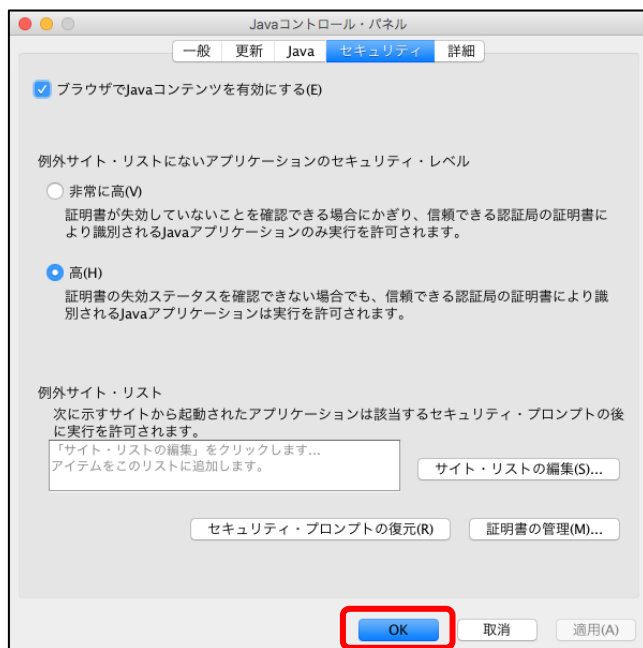 Javaコントロール・パネル
一般 更新 Java セキュリティ 詳細
ブラウザでJavaコンテンツを有効にする(E)
例外サイト・リストにないアプリケーションのセキュリティ・レベル
非常に高(V)
証明書が失効していないことを確認できる場合にかぎり、信頼できる認証局の証明書に
より識別されるJavaアプリケーションのみ実行を許可されます。
高(H)
証明書の失効ステータスを確認できない場合でも、信頼できる認証局の証明書により識
別されるJavaアプリケーションは実行を許可されます。
例外サイト・リスト
次に示すサイトから起動されたアプリケーションは該当するセキュリティ・プロンプトの後
に実行を許可されます。
「サイト・リストの編集」をクリックします...
アイテムをこのリストに追加します。
サイト・リストの編集(S)...
セキュリティ・プロンプトの復元(R) 証明書の管理(M)...
OK 取消 適用(A)